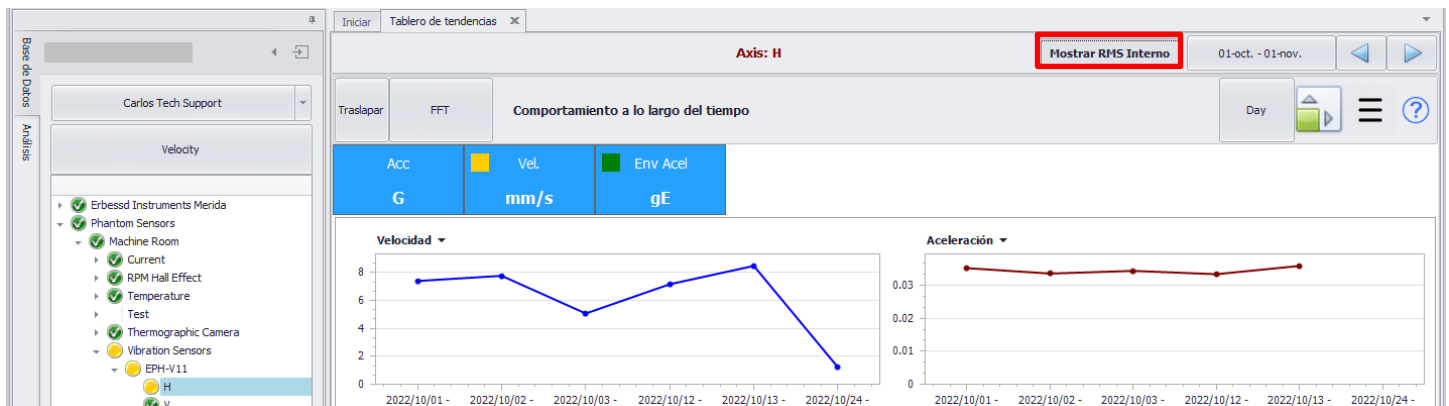 Base de Datos
Análisis
Carlos Tech Support
Velocity
Erbessd Instruments Merida
Phantom Sensors
Machine Room
Current
RPM Hall Effect
Temperature
Test
Thermographic Camera
Vibration Sensors
EPH-V11
H
V
Iniciar Tablero de tendencias X
Axis: H Mostrar RMS Interno 01-oct. - 01-nov.
Traslapar FFT Comportamiento a lo largo del tiempo Day ?
Acc Vel. Env Acel
G mm/s gE
Velocidad
8
6
4
2
0
2022/10/01 - 2022/10/02 - 2022/10/03 - 2022/10/12 - 2022/10/13 - 2022/10/24 -
Aceleración
0.03
0.02
0.01
0
2022/10/01 - 2022/10/02 - 2022/10/03 - 2022/10/12 - 2022/10/13 - 2022/10/24 -